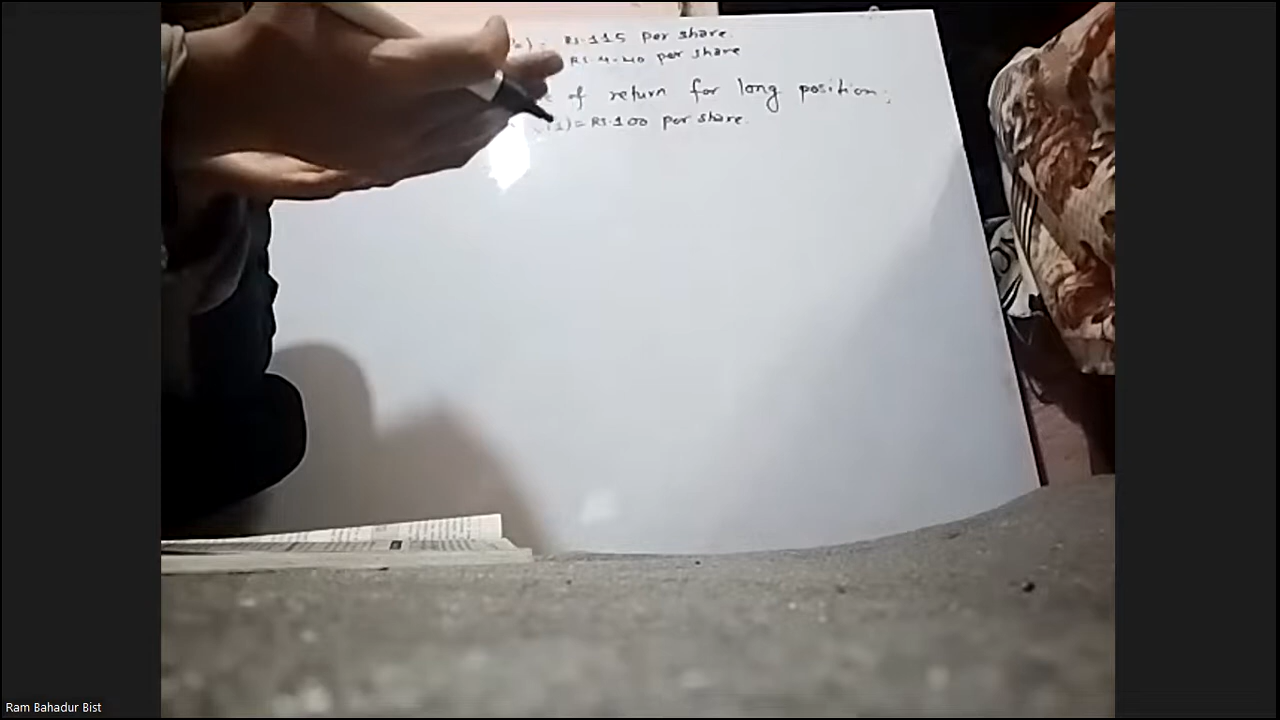 ) = Rs.115 per share.
Rs.4.40 per share
of return for long position;
(1) = Rs.100 per share.
Ram Bahadur Bist